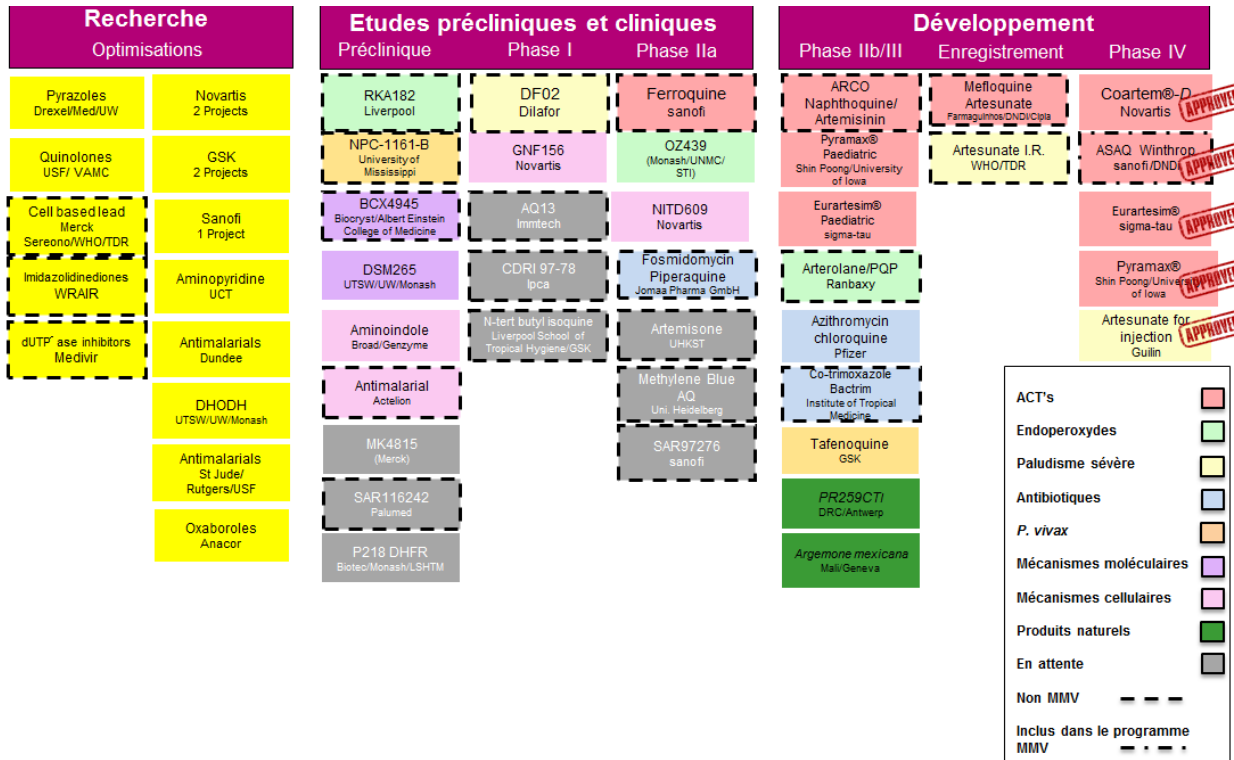 Recherche
Optimisations
Pyrazoles
Drexel/Med/UW
Quinolones
USF/ VAMC
Cell based lead
Merck
Sereono/WHO/TDR
Imidazolidinediones
WRAIR
dUTP' ase inhibitors
Medivir
Novartis
2 Projects
GSK
2 Projects
Sanofi
1 Project
Aminopyridine
UCT
Antimalarials
Dundee
DHODH
UTSW/UW/Monash
Antimalarials
St Jude/
Rutgers/USF
Oxaboroles
Anacor
Etudes précliniques et cliniques
Préclinique
Phase I
Phase IIa
RKA182
Liverpool
NPC-1161-B
University of
Mississippi
BCX4945
Biocryst/Albert Einstein
College of Medicine
DSM265
UTSW/UW/Monash
Aminoindole
Broad/Genzyme
Antimalarial
Actelion
MK4815
(Merck)
SAR116242
Palumed
P218 DHFR
Biotec/Monash/LSHTM
DF02
Dilafor
GNF156
Novartis
AQ13
Immtech
CDRI 97-78
Ipca
N-tert butyl isoquine
Liverpool School of
Tropical Hygiene/GSK
Ferroquine
sanofi
OZ439
(Monash/UNMC/
STI)
NITD609
Novartis
Fosmidomycin
Piperaquine
Jomaa Pharma GmbH
Artemisone
UHKST
Methylene Blue
AQ
Uni. Heidelberg
SAR97276
sanofi
Développement
Phase IIb/III
Enregistrement
Phase IV
ARCO
Naphthoquine/
Artemisinin
Pyramax®
Paediatric
Shin Poong/University
of Iowa
Eurartesim®
Paediatric
sigma-tau
Arterolane/PQP
Ranbaxy
Azithromycin
chloroquine
Pfizer
Co-trimoxazole
Bactrim
Institute of Tropical
Medicine
Tafenoquine
GSK
PR259CTI
DRC/Antwerp
Argemone mexicana
Mali/Geneva
Mefloquine
Artesunate
Farmaguinhos/DNDI/Cipla
Artesunate I.R.
WHO/TDR
Coartem®-D
Novartis
APPROVED
ASAQ Winthrop
sanofi/DNDi
APPROVED
Eurartesim®
sigma-tau
APPROVED
Pyramax®
Shin Poong/University
of Iowa
APPROVED
Artesunate for
injection
Guilin
APPROVED
ACT's
Endoperoxydes
Paludisme sévère
Antibiotiques
P. vivax
Mécanismes moléculaires
Mécanismes cellulaires
Produits naturels
En attente
Non MMV
Inclus dans le programme
MMV